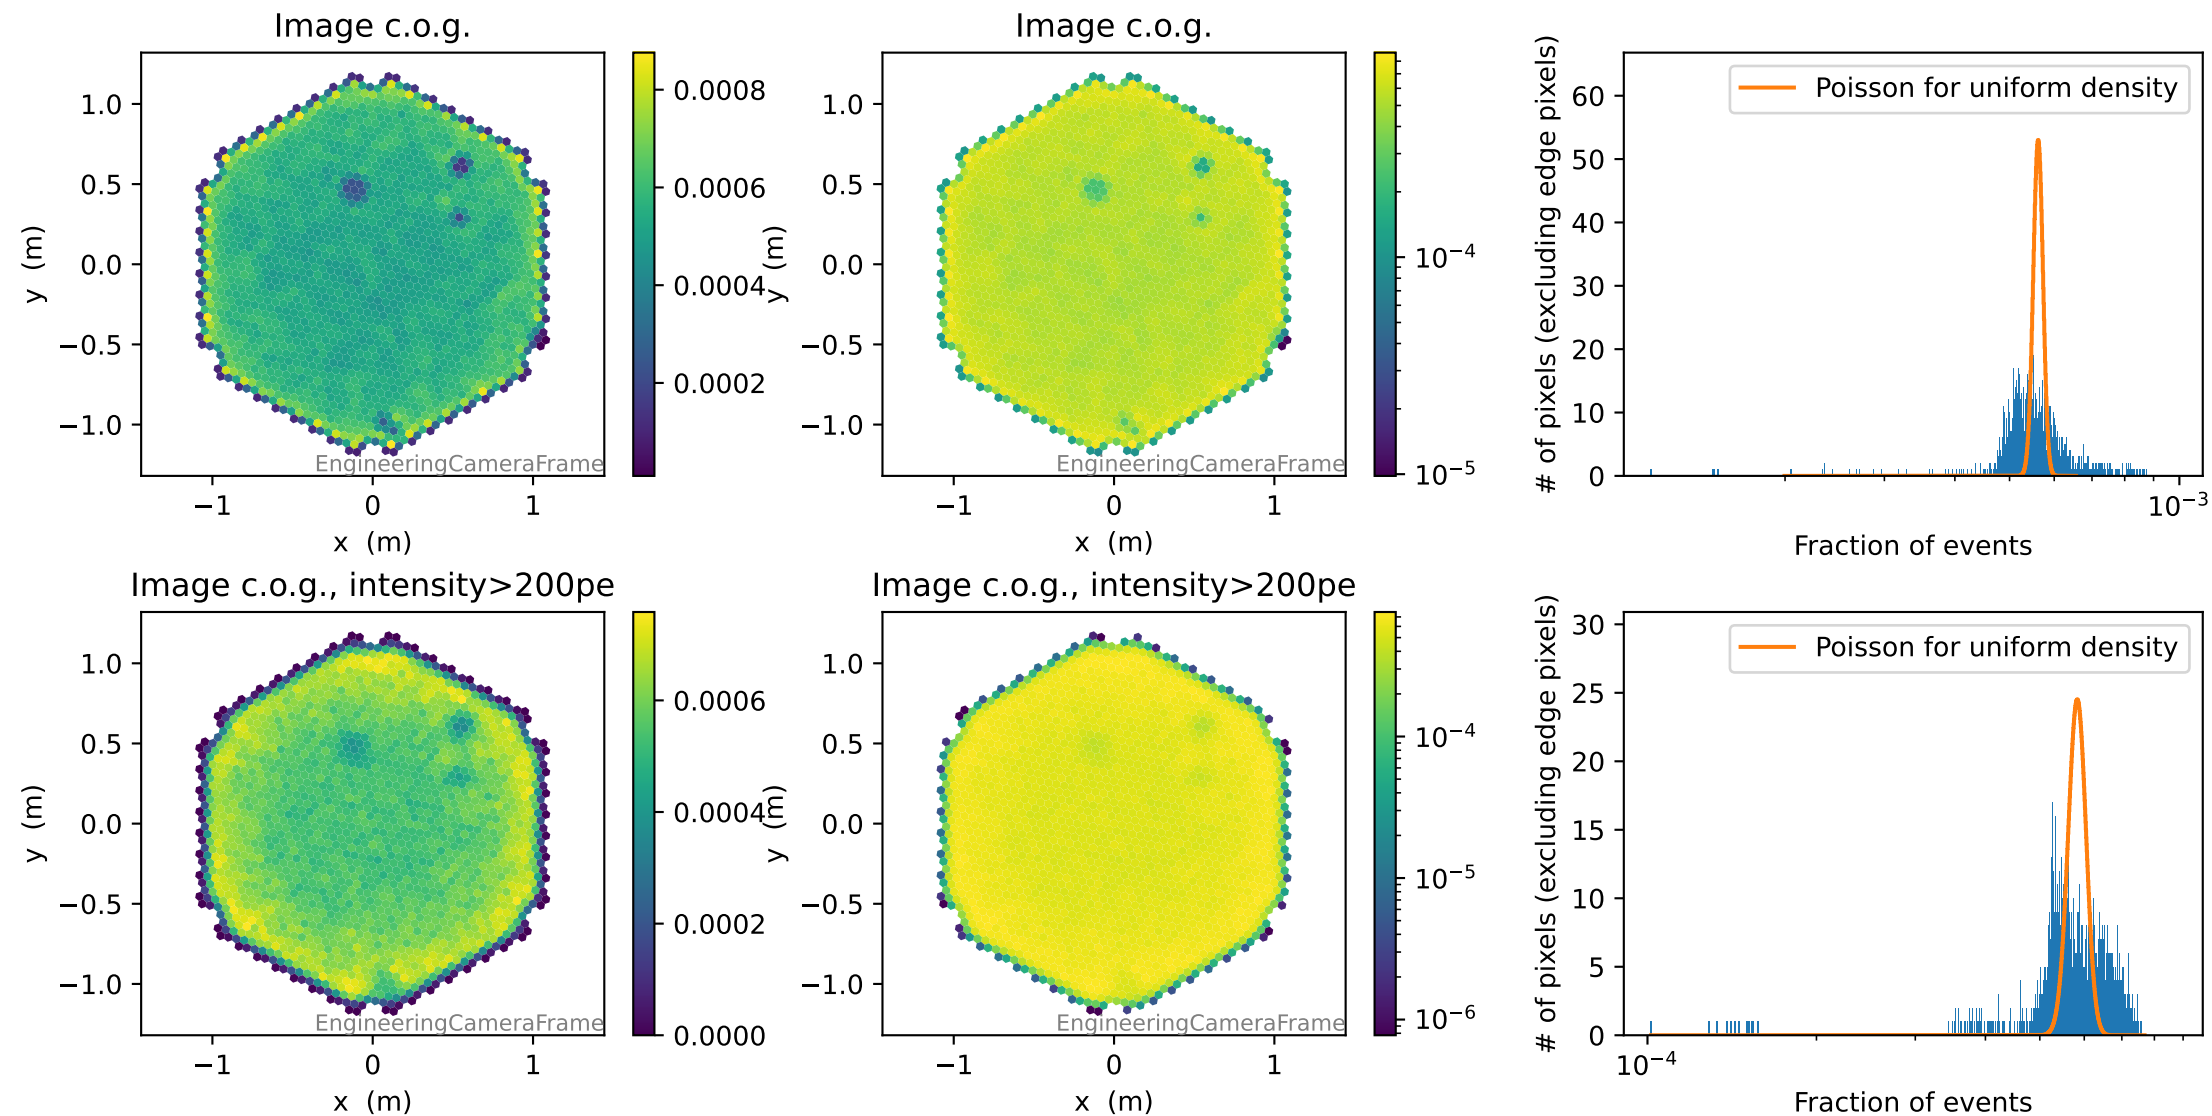 Image c.o.g.
1.0
0.5
0.0
−0.5
−1.0
y (m)
−1
0
1
x (m)
EngineeringCameraFrame
0.0008
0.0006
0.0004
0.0002
Image c.o.g.
1.0
0.5
0.0
−0.5
−1.0
y (m)
−1
0
1
x (m)
EngineeringCameraFrame
10⁻⁴
10⁻⁵
60
50
40
30
20
10
0
# of pixels (excluding edge pixels)
Poisson for uniform density
10⁻³
Fraction of events
Image c.o.g., intensity>200pe
1.0
0.5
0.0
−0.5
−1.0
y (m)
−1
0
1
x (m)
EngineeringCameraFrame
0.0006
0.0004
0.0002
0.0000
Image c.o.g., intensity>200pe
1.0
0.5
0.0
−0.5
−1.0
y (m)
−1
0
1
x (m)
EngineeringCameraFrame
10⁻⁴
10⁻⁵
10⁻⁶
30
25
20
15
10
5
0
# of pixels (excluding edge pixels)
Poisson for uniform density
10⁻⁴
Fraction of events